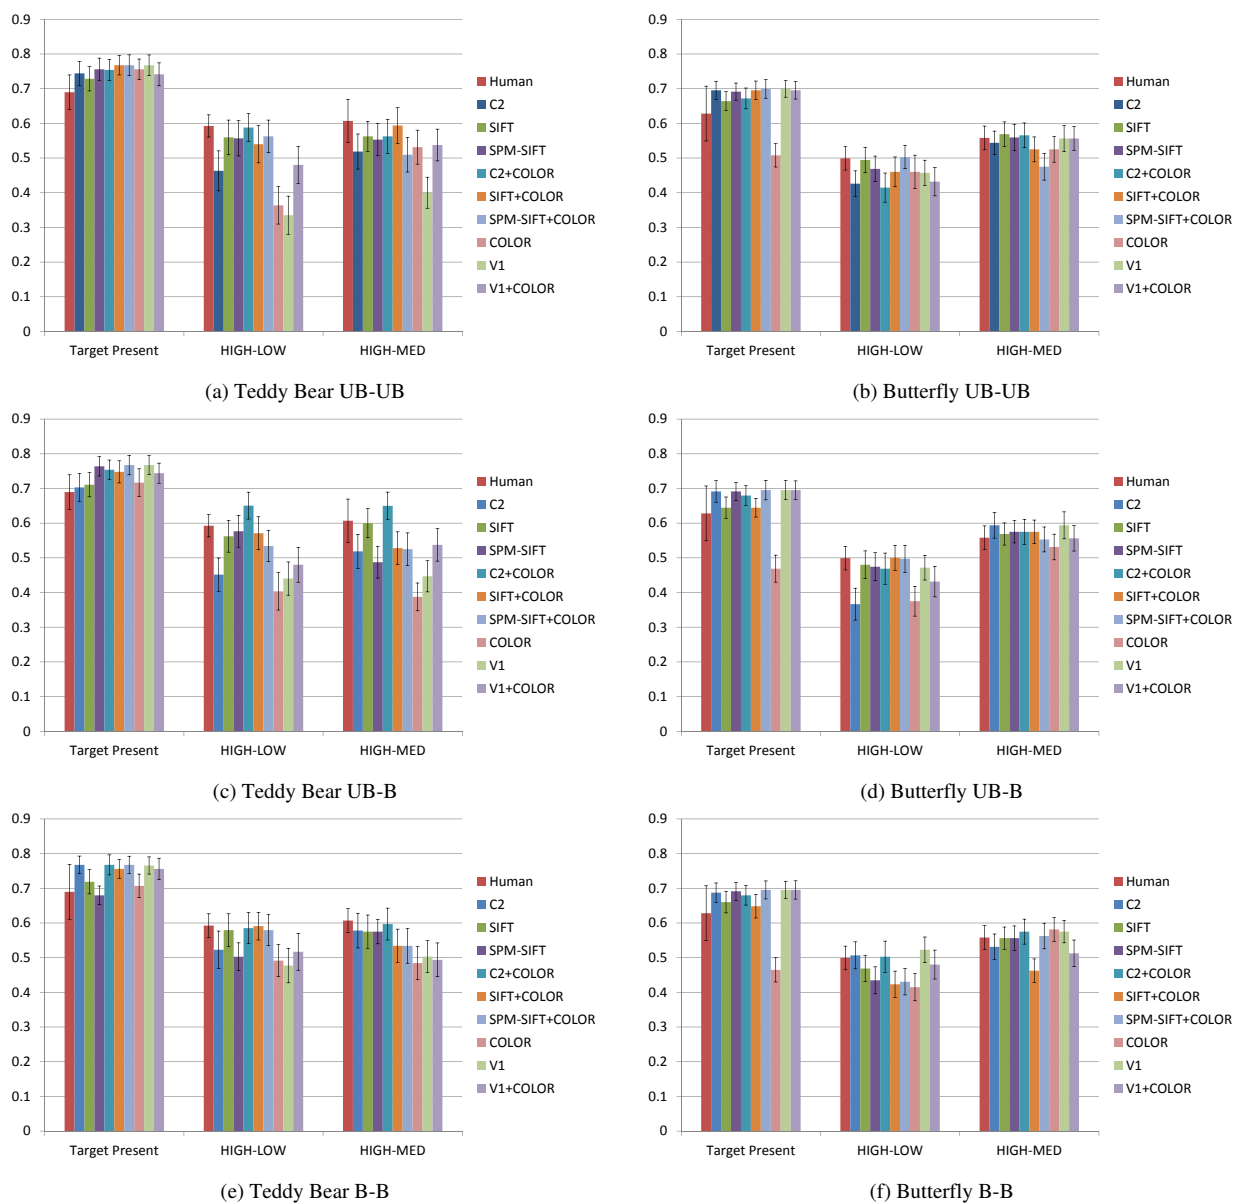 0.9
0.8
0.7
0.6
0.5
0.4
0.3
0.2
0.1
0
Target Present HIGH-LOW HIGH-MED
Human
C2
SIFT
SPM-SIFT
C2+COLOR
SIFT+COLOR
SPM-SIFT+COLOR
COLOR
V1
V1+COLOR
(a) Teddy Bear UB-UB
0.9
0.8
0.7
0.6
0.5
0.4
0.3
0.2
0.1
0
Target Present HIGH-LOW HIGH-MED
Human
C2
SIFT
SPM-SIFT
C2+COLOR
SIFT+COLOR
SPM-SIFT+COLOR
COLOR
V1
V1+COLOR
(b) Butterfly UB-UB
0.9
0.8
0.7
0.6
0.5
0.4
0.3
0.2
0.1
0
Target Present HIGH-LOW HIGH-MED
Human
C2
SIFT
SPM-SIFT
C2+COLOR
SIFT+COLOR
SPM-SIFT+COLOR
COLOR
V1
V1+COLOR
(c) Teddy Bear UB-B
0.9
0.8
0.7
0.6
0.5
0.4
0.3
0.2
0.1
0
Target Present HIGH-LOW HIGH-MED
Human
C2
SIFT
SPM-SIFT
C2+COLOR
SIFT+COLOR
SPM-SIFT+COLOR
COLOR
V1
V1+COLOR
(d) Butterfly UB-B
0.9
0.8
0.7
0.6
0.5
0.4
0.3
0.2
0.1
0
Target Present HIGH-LOW HIGH-MED
Human
C2
SIFT
SPM-SIFT
C2+COLOR
SIFT+COLOR
SPM-SIFT+COLOR
COLOR
V1
V1+COLOR
(e) Teddy Bear B-B
0.9
0.8
0.7
0.6
0.5
0.4
0.3
0.2
0.1
0
Target Present HIGH-LOW HIGH-MED
Human
C2
SIFT
SPM-SIFT
C2+COLOR
SIFT+COLOR
SPM-SIFT+COLOR
COLOR
V1
V1+COLOR
(f) Butterfly B-B